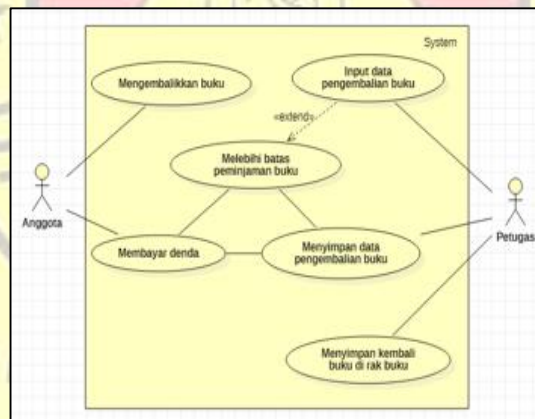 System
Mengembalikkan buku
Input data
pengembalian buku
«extend»
Melebihi batas
peminjaman buku
Anggota
Petugas
Membayar denda
Menyimpan data
pengembalian buku
Menyimpan kembali
buku di rak buku